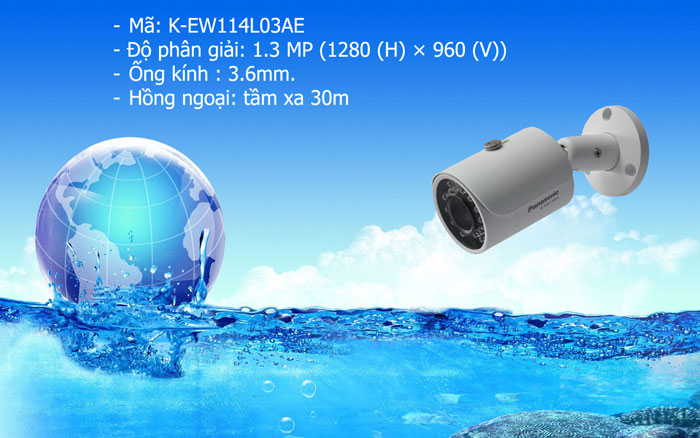 - Mã: K-EW114L03AE
- Độ phân giải: 1.3 MP (1280 (H) × 960 (V))
- Ống kính : 3.6mm.
- Hồng ngoại: tầm xa 30m
Panasonic